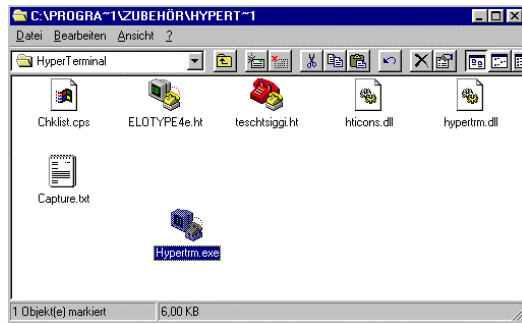 C:\PROGRA~1\ZUBEHÖR\HYPERT~1
Datei Bearbeiten Ansicht ?
HyperTerminal
Chklist.cps ELOTYPE4e.ht teschtsiggi.ht hticons.dll hypertrm.dll
Capture.txt
Hypertrm.exe
1 Objekt(e) markiert 6,00 KB